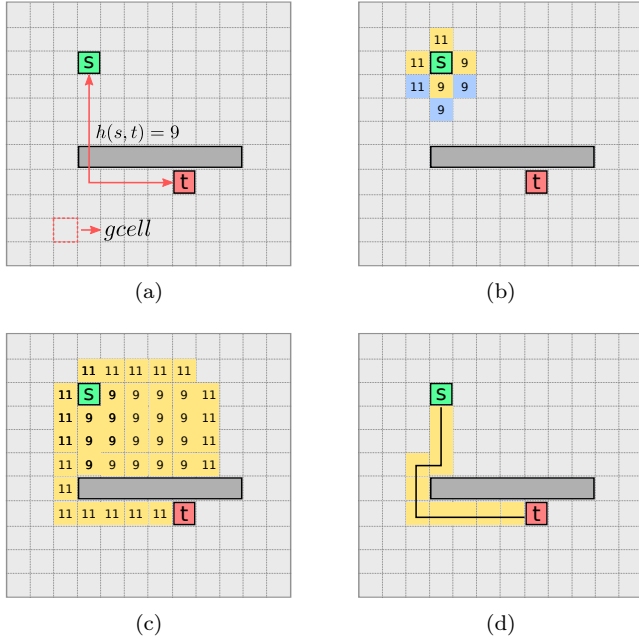 s
h(s, t) = 9
t
gcell
(a)
11
11 s 9
11 9 9
9
t
(b)
11 11 11 11 11
11 s 9 9 9 9 11
11 9 9 9 9 9 11
11 9 9 9 9 9 11
11 9 9 9 9 9 11
11
11 11 11 11 11 t
(c)
s
t
(d)